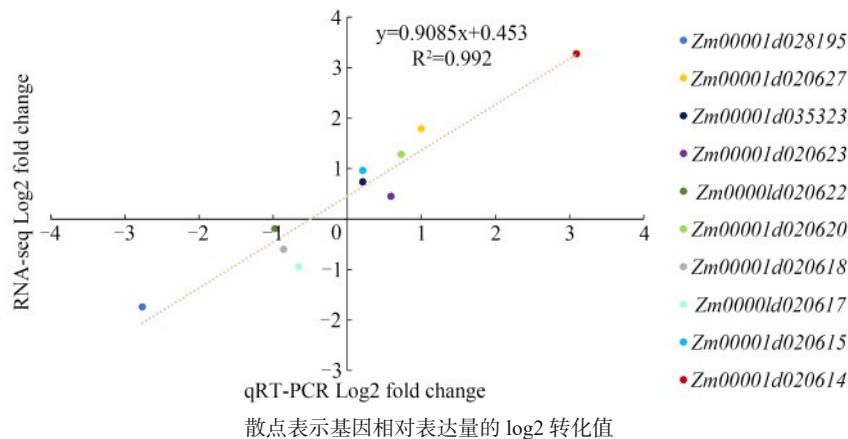 4
y=0.9085x+0.453
R²=0.992
3
2
1
−4 −3 −2 −1 0 1 2 3 4
−1
−2
−3
RNA-seq Log2 fold change
qRT-PCR Log2 fold change
Zm00001d028195
Zm00001d020627
Zm00001d035323
Zm00001d020623
Zm0000ld020622
Zm00001d020620
Zm00001d020618
Zm0000ld020617
Zm00001d020615
Zm00001d020614
散点表示基因相对表达量的 log2 转化值